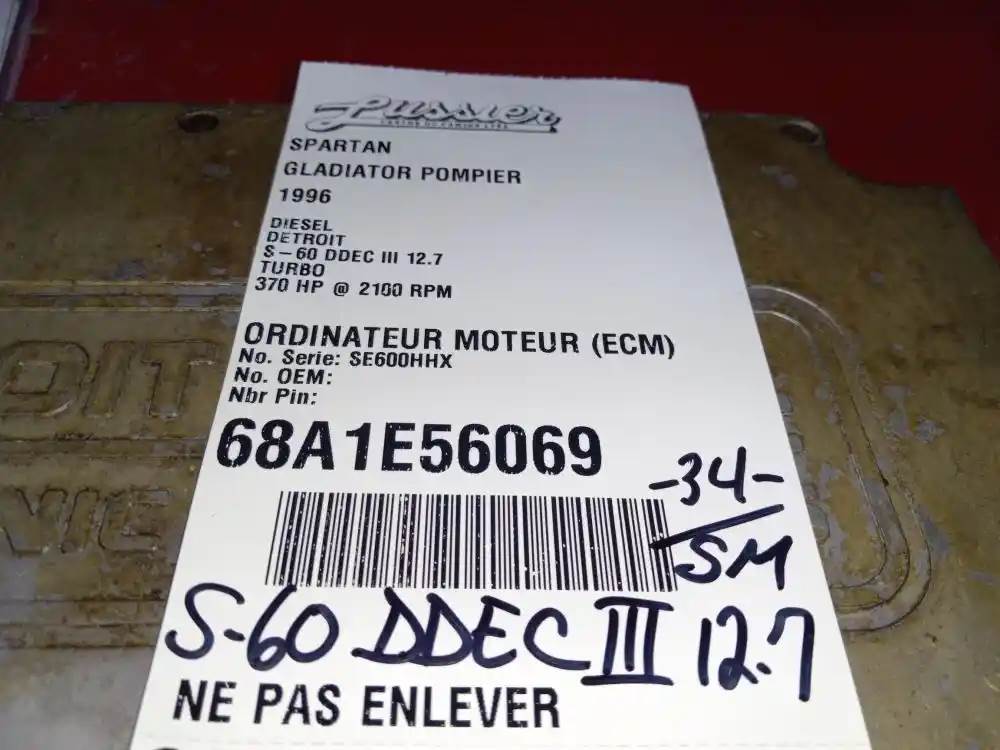 Lussier
SPARTAN
GLADIATOR POMPIER
1996
DIESEL
DETROIT
S-60 DDEC III 12.7
TURBO
370 HP @ 2100 RPM
ORDINATEUR MOTEUR (ECM)
No. Serie: SE600HHX
No. OEM:
Nbr Pin:
68A1E56069
-34-
SM
S-60 DDEC III 12.7
NE PAS ENLEVER